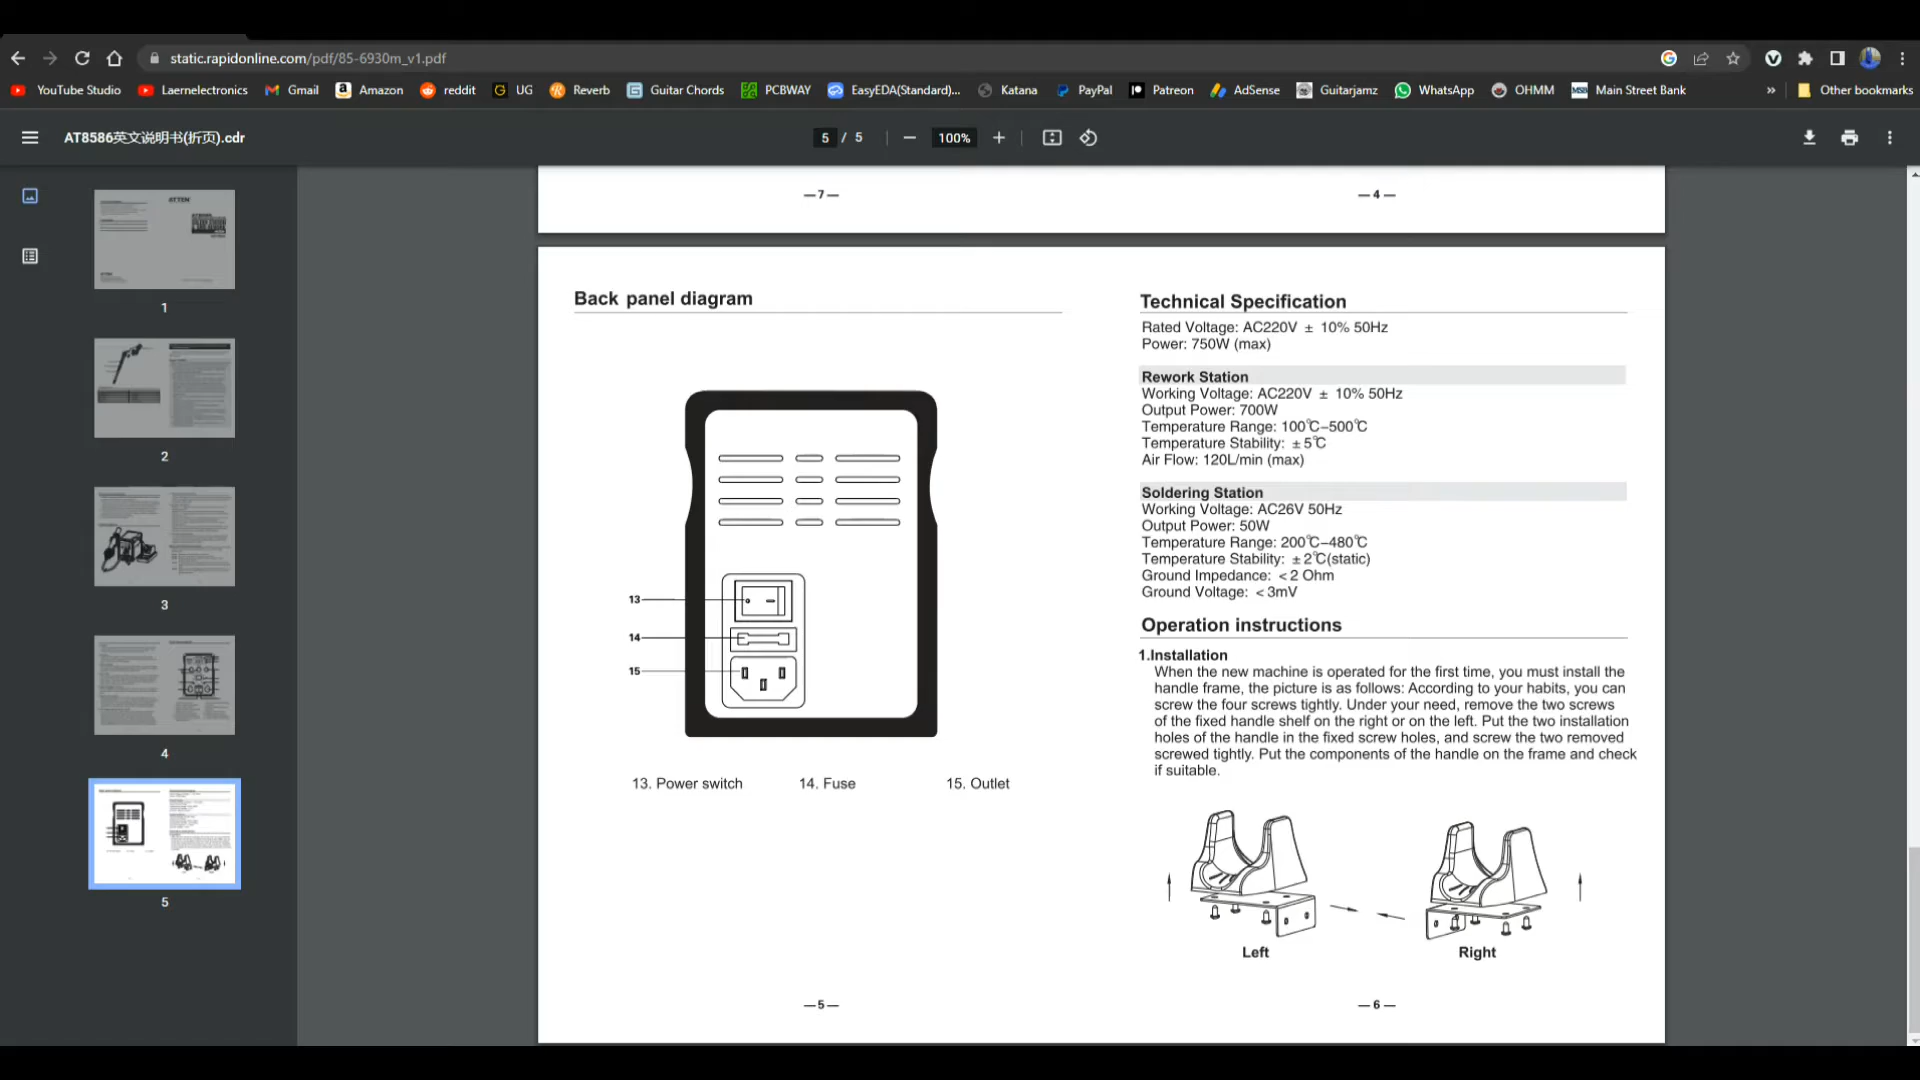 static.rapidonline.com/pdf/85-6930m_v1.pdf
YouTube Studio
Laernelectronics
Gmail
Amazon
reddit
UG
Reverb
Guitar Chords
PCBWAY
EasyEDA(Standard)...
Katana
PayPal
Patreon
AdSense
Guitarjamz
WhatsApp
OHMM
Main Street Bank
»
Other bookmarks
AT8586英文说明书(折页).cdr
5 / 5
100%
1
2
3
4
5
—7—
—4—
Back panel diagram
13
14
15
13. Power switch
14. Fuse
15. Outlet
—5—
Technical Specification
Rated Voltage: AC220V ± 10% 50Hz
Power: 750W (max)
Rework Station
Working Voltage: AC220V ± 10% 50Hz
Output Power: 700W
Temperature Range: 100℃–500℃
Temperature Stability: ±5℃
Air Flow: 120L/min (max)
Soldering Station
Working Voltage: AC26V 50Hz
Output Power: 50W
Temperature Range: 200℃–480℃
Temperature Stability: ±2℃(static)
Ground Impedance: <2 Ohm
Ground Voltage: <3mV
Operation instructions
1.Installation
When the new machine is operated for the first time, you must install the
handle frame, the picture is as follows: According to your habits, you can
screw the four screws tightly. Under your need, remove the two screws
of the fixed handle shelf on the right or on the left. Put the two installation
holes of the handle in the fixed screw holes, and screw the two removed
screwed tightly. Put the components of the handle on the frame and check
if suitable.
Left
Right
—6—